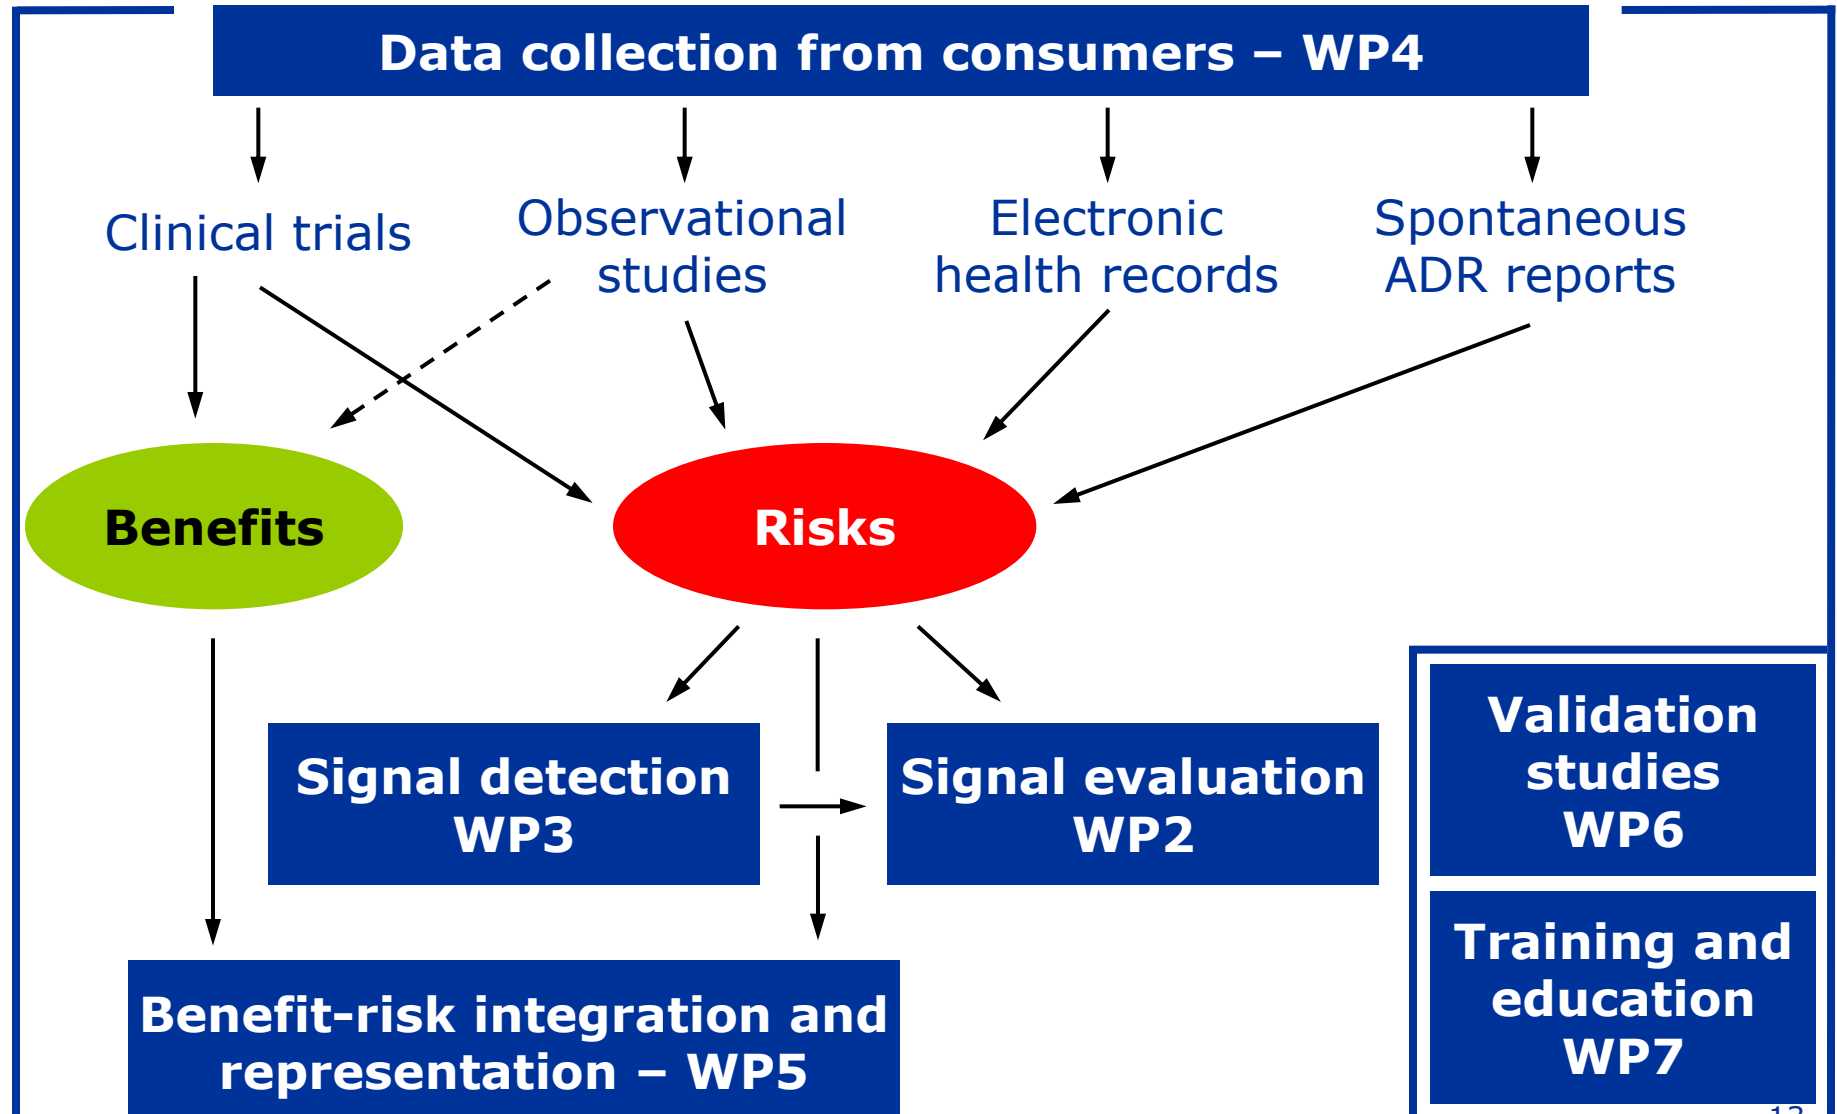 Data collection from consumers – WP4
Clinical trials
Observational
studies
Electronic
health records
Spontaneous
ADR reports
Benefits
Risks
Signal detection
WP3
Signal evaluation
WP2
Validation
studies
WP6
Benefit-risk integration and
representation – WP5
Training and
education
WP7